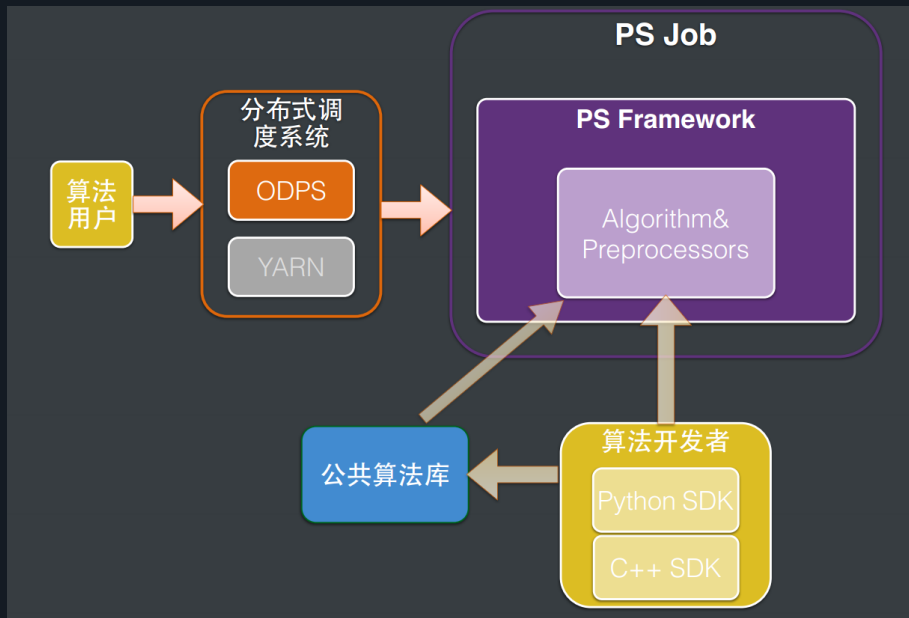 PS Job
PS Framework
Algorithm&
Preprocessors
分布式调
度系统
ODPS
YARN
算法
用户
公共算法库
算法开发者
Python SDK
C++ SDK